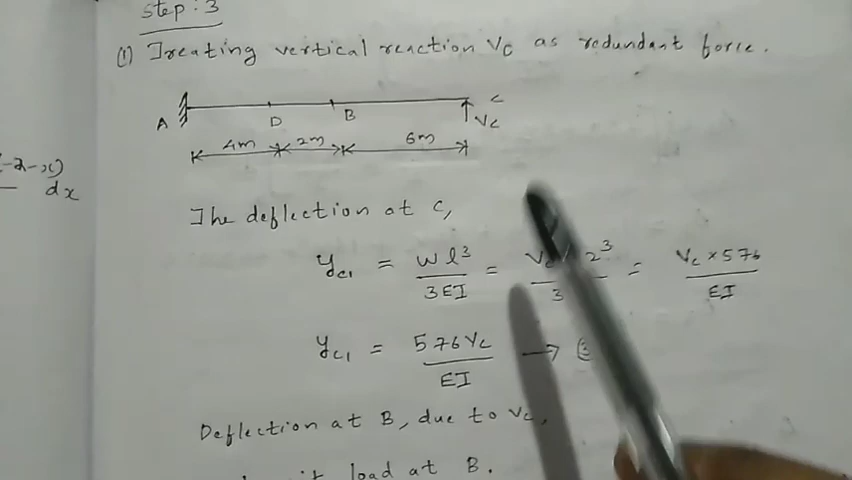 step: 3
(1) Treating vertical reaction Vc as redundant force.
A D B C
Vc
4m 2m 6m
-x)
dx
The deflection at C,
yc1 = Wl³/3EI = = Vc × 576/EI
yc1 = 576Vc/EI →
Deflection at B, due to Vc,
load at B.